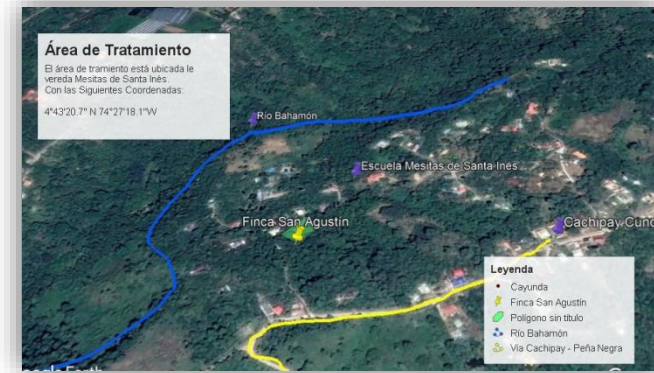 Área de Tratamiento
El área de tramiento está ubicada le
vereda Mesitas de Santa Inés.
Con las Siguientes Coordenadas:
4°43'20.7" N 74°27'18.1"W
Río Bahamón
Escuela Mesitas de Santa Inés
Finca San Agustín
Cachipay Cund
Leyenda
Cayunda
Finca San Agustín
Polígono sin título
Río Bahamón
Vía Cachipay - Peña Negra
Google Earth